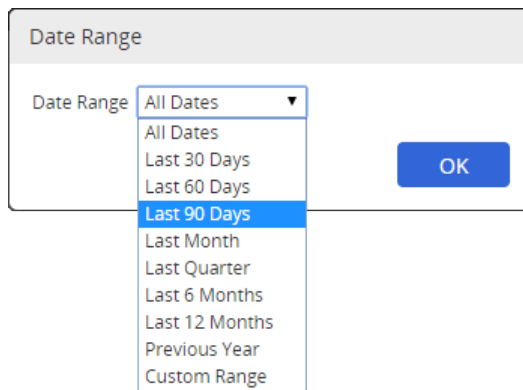 Date Range
Date Range All Dates
All Dates
Last 30 Days
Last 60 Days
OK
Last 90 Days
Last Month
Last Quarter
Last 6 Months
Last 12 Months
Previous Year
Custom Range